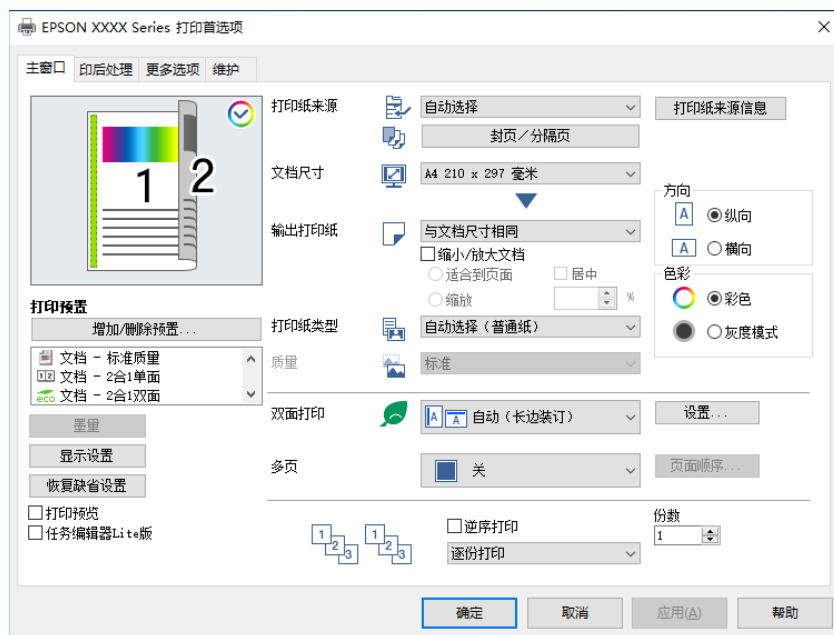 EPSON XXXX Series 打印首选项
主窗口 印后处理 更多选项 维护
1 2
打印预置
增加/删除预置...
文档 - 标准质量
1 2 文档 - 2合1单面
eco 文档 - 2合1双面
墨量
显示设置
恢复缺省设置
打印预览
任务编辑器Lite版
打印纸来源 自动选择 打印纸来源信息
封页/分隔页
文档尺寸 A4 210 x 297 毫米
输出打印纸 与文档尺寸相同
缩小/放大文档
适合到页面 居中
缩放 %
打印纸类型 自动选择(普通纸)
质量 标准
方向
A 纵向
A 横向
色彩
彩色
灰度模式
双面打印 A A 自动(长边装订) 设置...
多页 关 页面顺序...
1 2 3 1 2 3
逆序打印
逐份打印
份数
1
确定 取消 应用(A) 帮助